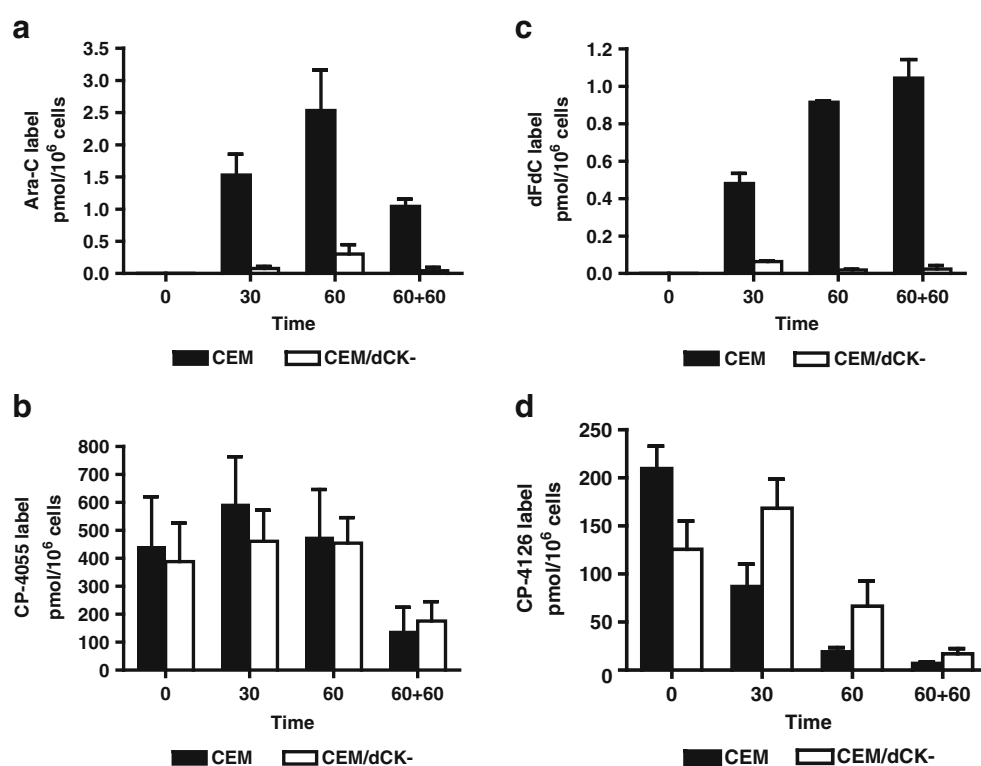 a
3.5
3.0
2.5
2.0
1.5
1.0
0.5
0.0
Ara-C label
pmol/10⁶ cells
0 30 60 60+60
Time
CEM CEM/dCK-
c
1.2
1.0
0.8
0.6
0.4
0.2
0.0
dFdC label
pmol/10⁶ cells
0 30 60 60+60
Time
CEM CEM/dCK-
b
800
700
600
500
400
300
200
100
0
CP-4055 label
pmol/10⁶ cells
0 30 60 60+60
Time
CEM CEM/dCK-
d
250
200
150
100
50
0
CP-4126 label
pmol/10⁶ cells
0 30 60 60+60
Time
CEM CEM/dCK-